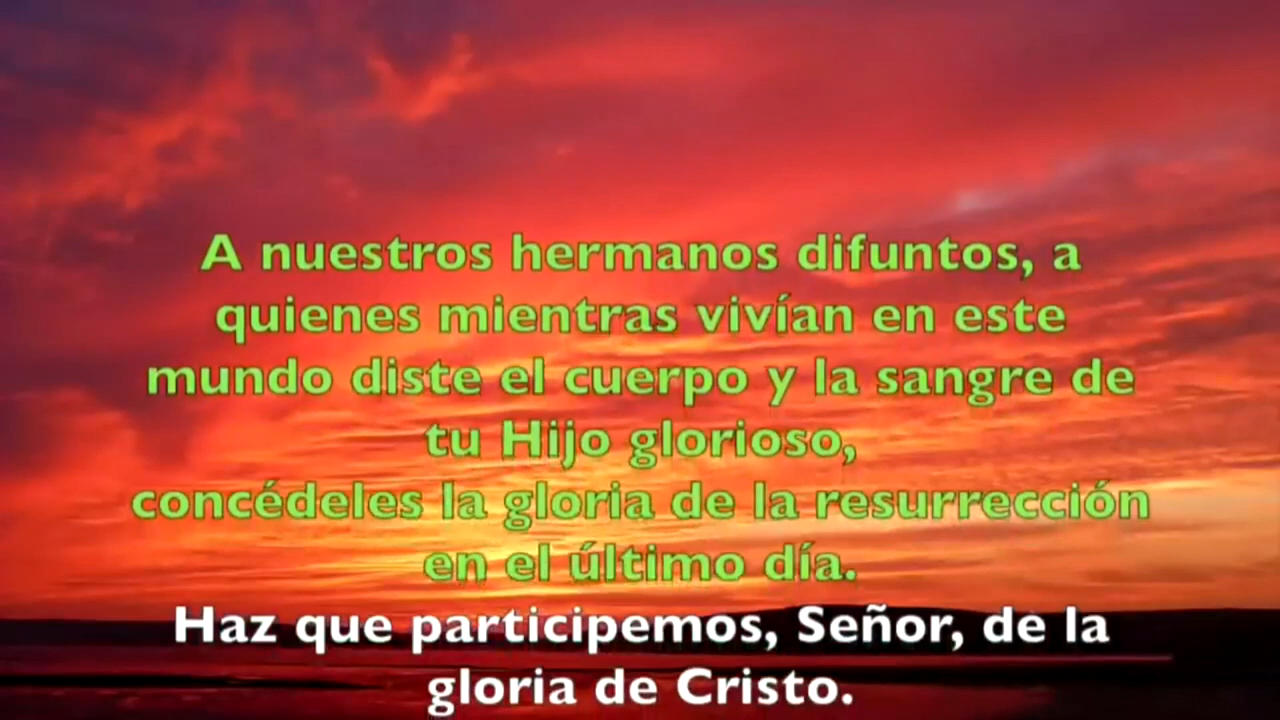 A nuestros hermanos difuntos, a
quienes mientras vivían en este
mundo diste el cuerpo y la sangre de
tu Hijo glorioso,
concédeles la gloria de la resurrección
en el último día.
Haz que participemos, Señor, de la
gloria de Cristo.